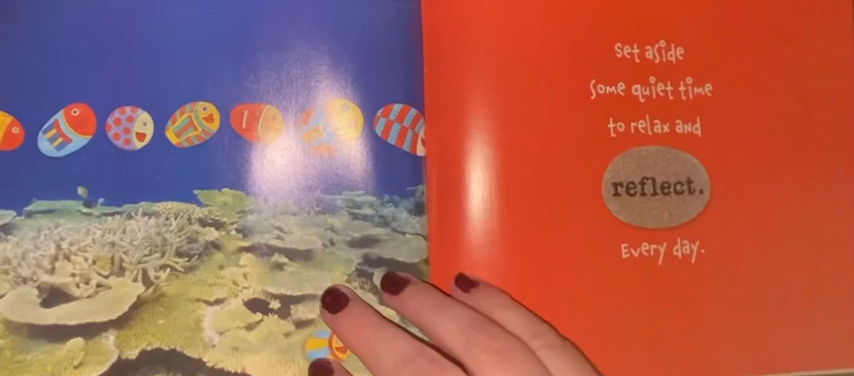 set aside
some quiet time
to relax and
reflect.
Every day.